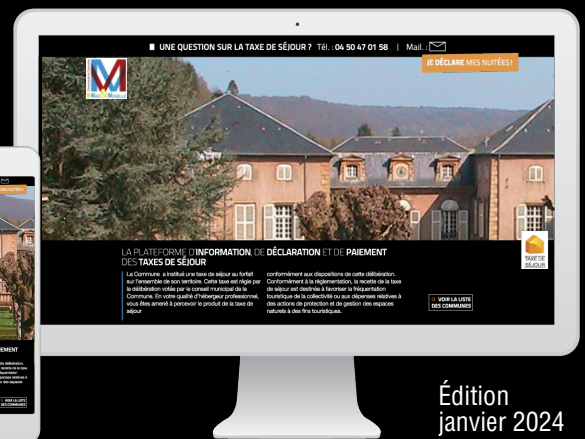 UNE QUESTION SUR LA TAXE DE SÉJOUR ? Tél. : 04 50 47 01 58 | Mail. :
JE DÉCLARE MES NUITÉES !
LA PLATEFORME D'INFORMATION, DE DÉCLARATION ET DE PAIEMENT
DES TAXES DE SÉJOUR
La Commune a institué une taxe de séjour au forfait
sur l'ensemble de son territoire. Cette taxe est régie par
la délibération votée par le conseil municipal de la
Commune. En votre qualité d'hébergeur professionnel,
vous êtes amené à percevoir le produit de la taxe de
séjour
conformément aux dispositions de cette délibération.
Conformément à la réglementation, la recette de la taxe
de séjour est destinée à favoriser la fréquentation
touristique de la collectivité ou aux dépenses relatives à
des actions de protection et de gestion des espaces
naturels à des fins touristiques.
TAXE DE
SÉJOUR
VOIR LA LISTE
DES COMMUNES
EMENT
VOIR LA LISTE
DES COMMUNES
Édition
janvier 2024